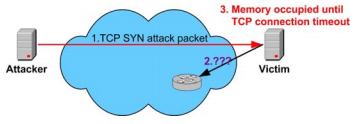 3. Memory occupied until
TCP connection timeout
1.TCP SYN attack packet
2.???
Attacker
Victim